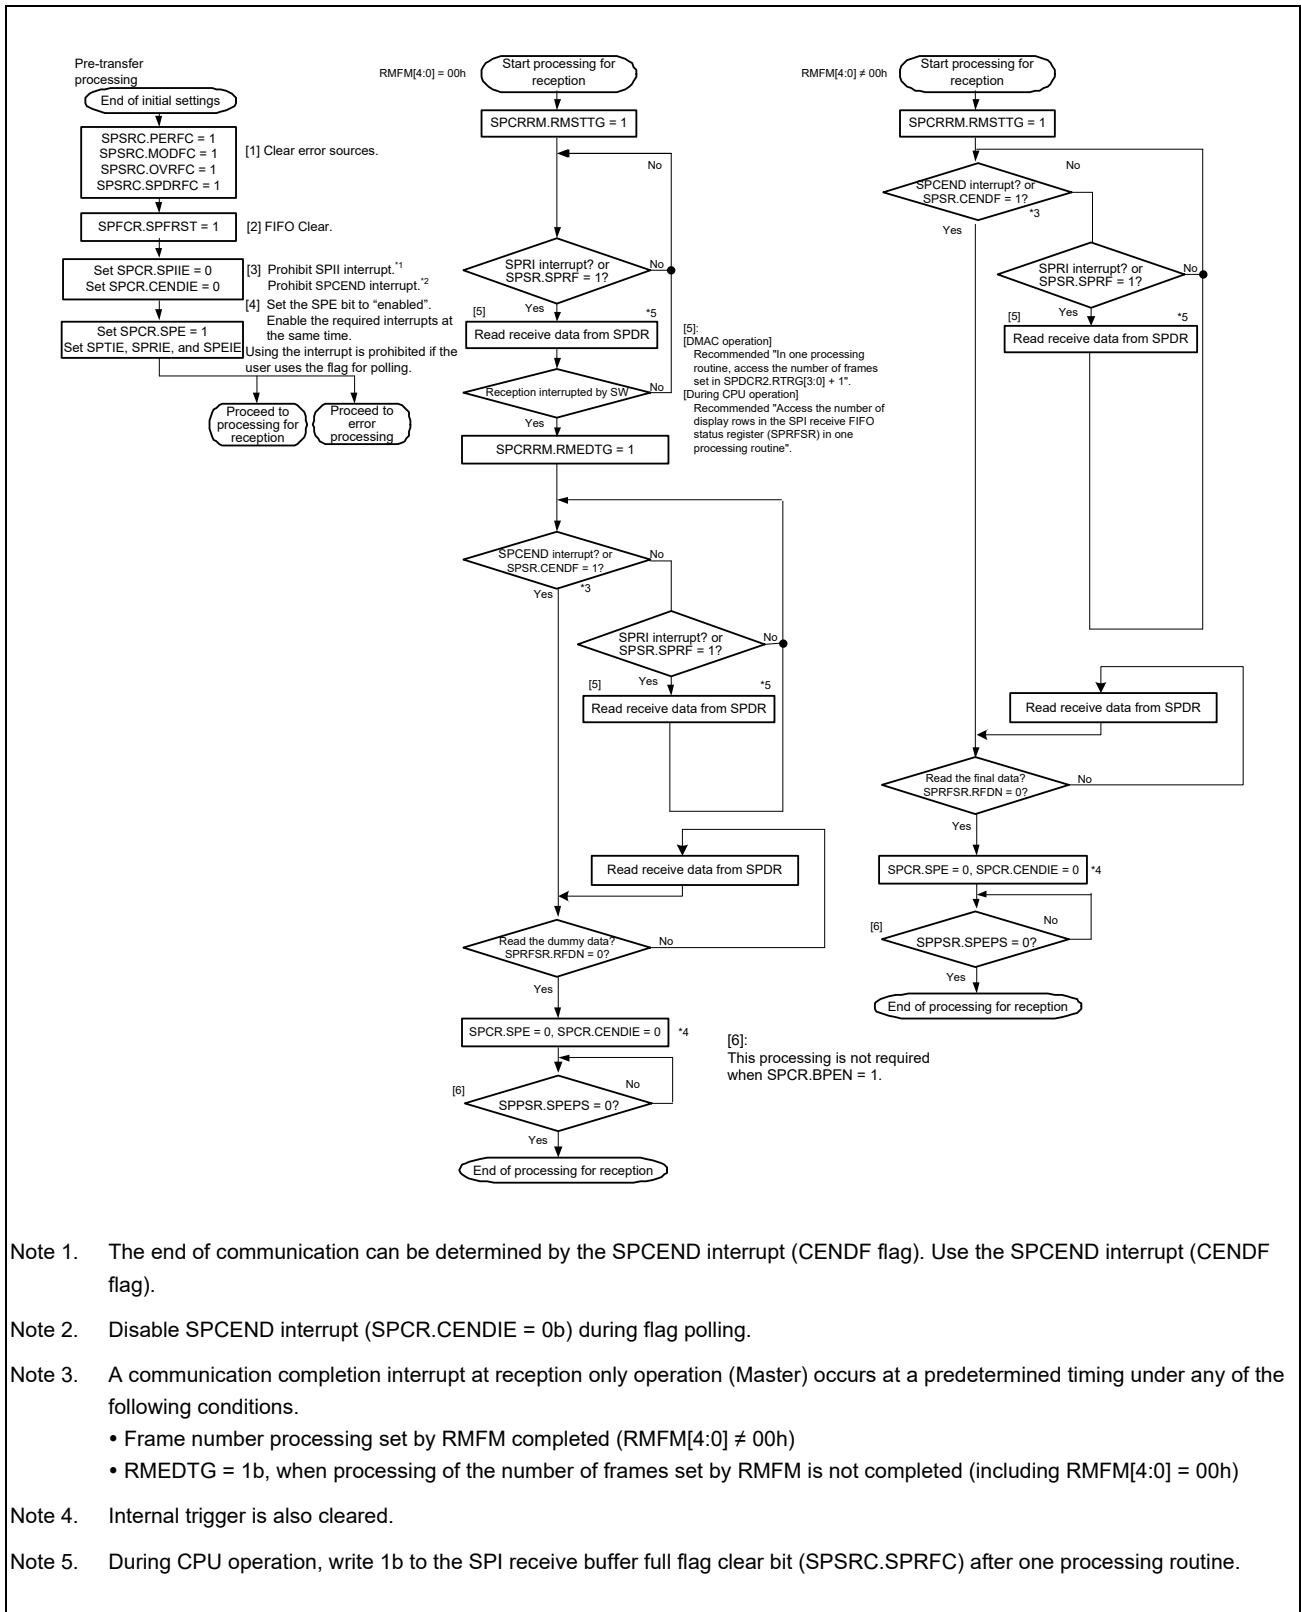 Pre-transfer
processing
End of initial settings
SPSRC.PERFC = 1
SPSRC.MODFC = 1
SPSRC.OVRFC = 1
SPSRC.SPDRFC = 1
[1] Clear error sources.
SPFCR.SPFRST = 1
[2] FIFO Clear.
Set SPCR.SPIIE = 0
Set SPCR.CENDIE = 0
[3] Prohibit SPII interrupt.*1
Prohibit SPCEND interrupt.*2
[4] Set the SPE bit to “enabled”.
Enable the required interrupts at
the same time.
Using the interrupt is prohibited if the
user uses the flag for polling.
Set SPCR.SPE = 1
Set SPTIE, SPRIE, and SPEIE
Proceed to
processing for
reception
Proceed to
error
processing
RMFM[4:0] = 00h
Start processing for
reception
SPCRRM.RMSTTG = 1
No
SPRI interrupt? or
SPSR.SPRF = 1?
No
Yes
[5]
*5
Read receive data from SPDR
Reception interrupted by SW
No
Yes
SPCRRM.RMEDTG = 1
[5]:
[DMAC operation]
Recommended "In one processing
routine, access the number of frames
set in SPDCR2.RTRG[3:0] + 1".
[During CPU operation]
Recommended "Access the number of
display rows in the SPI receive FIFO
status register (SPRFSR) in one
processing routine".
SPCEND interrupt? or
SPSR.CENDF = 1?
No
*3
Yes
SPRI interrupt? or
SPSR.SPRF = 1?
No
Yes
[5]
*5
Read receive data from SPDR
Read receive data from SPDR
Read the dummy data?
SPRFSR.RFDN = 0?
No
Yes
SPCR.SPE = 0, SPCR.CENDIE = 0
*4
[6]
SPPSR.SPEPS = 0?
No
Yes
End of processing for reception
[6]:
This processing is not required
when SPCR.BPEN = 1.
RMFM[4:0] ≠ 00h
Start processing for
reception
SPCRRM.RMSTTG = 1
No
SPCEND interrupt? or
SPSR.CENDF = 1?
*3
Yes
SPRI interrupt? or
SPSR.SPRF = 1?
No
Yes
[5]
*5
Read receive data from SPDR
Read receive data from SPDR
Read the final data?
SPRFSR.RFDN = 0?
No
Yes
SPCR.SPE = 0, SPCR.CENDIE = 0
*4
No
[6]
SPPSR.SPEPS = 0?
Yes
End of processing for reception
Note 1. The end of communication can be determined by the SPCEND interrupt (CENDF flag). Use the SPCEND interrupt (CENDF
flag).
Note 2. Disable SPCEND interrupt (SPCR.CENDIE = 0b) during flag polling.
Note 3. A communication completion interrupt at reception only operation (Master) occurs at a predetermined timing under any of the
following conditions.
• Frame number processing set by RMFM completed (RMFM[4:0] ≠ 00h)
• RMEDTG = 1b, when processing of the number of frames set by RMFM is not completed (including RMFM[4:0] = 00h)
Note 4. Internal trigger is also cleared.
Note 5. During CPU operation, write 1b to the SPI receive buffer full flag clear bit (SPSRC.SPRFC) after one processing routine.